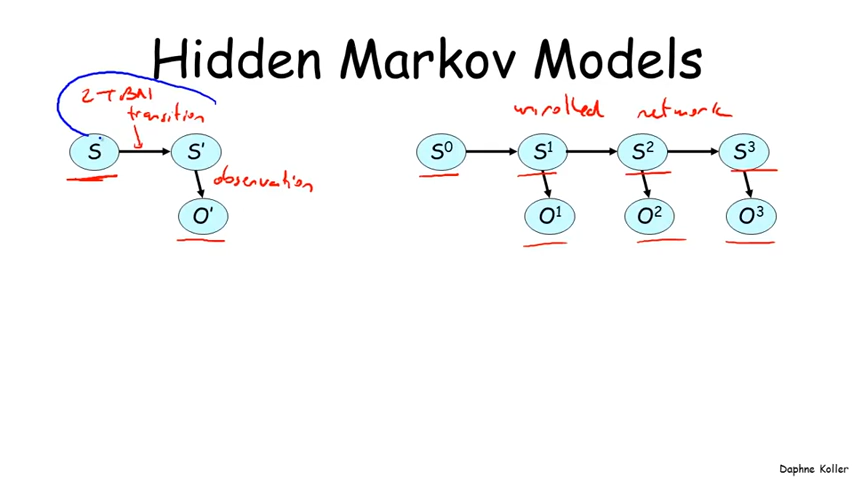 Hidden Markov Models
2-TBN
transition
unrolled network
S
S'
S⁰
S¹
S²
S³
observation
O'
O¹
O²
O³
Daphne Koller